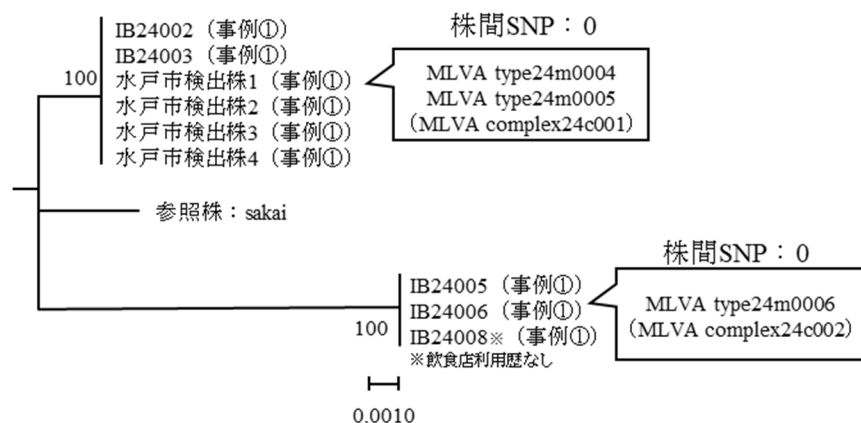 株間SNP：0
IB24002（事例①）
IB24003（事例①）
水戸市検出株1（事例①）
水戸市検出株2（事例①）
水戸市検出株3（事例①）
水戸市検出株4（事例①）
100
MLVA type24m0004
MLVA type24m0005
（MLVA complex24c001）
参照株：sakai
株間SNP：0
IB24005（事例①）
IB24006（事例①）
IB24008※（事例①）
※飲食店利用歴なし
100
MLVA type24m0006
（MLVA complex24c002）
0.0010